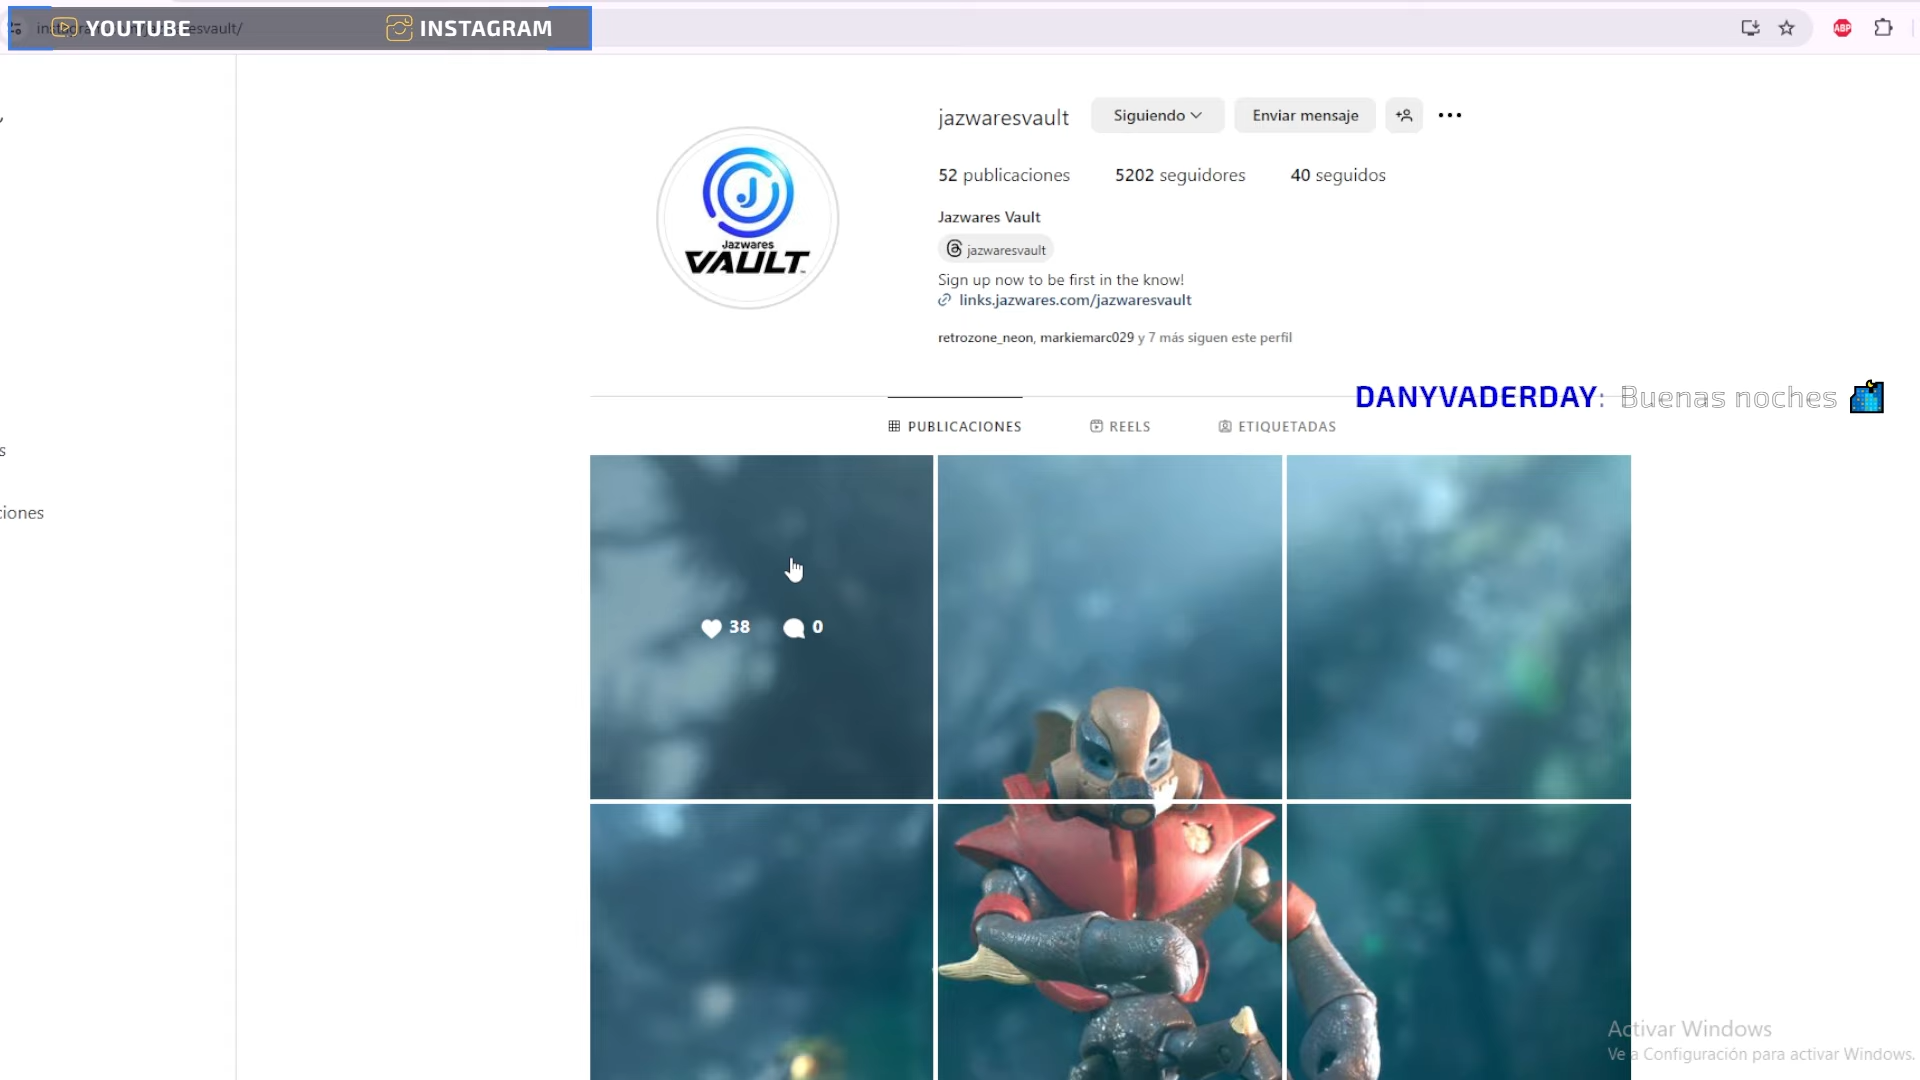 YOUTUBE
INSTAGRAM
esvault/
jazwaresvault
Siguiendo
Enviar mensaje
52 publicaciones
5202 seguidores
40 seguidos
Jazwares Vault
jazwaresvault
Sign up now to be first in the know!
links.jazwares.com/jazwaresvault
retrozone_neon, markiemarc029 y 7 más siguen este perfil
Jazwares
VAULT
DANYVADERDAY: Buenas noches
PUBLICACIONES
REELS
ETIQUETADAS
ciones
38
0
ABP
Activar Windows
Ve a Configuración para activar Windows.